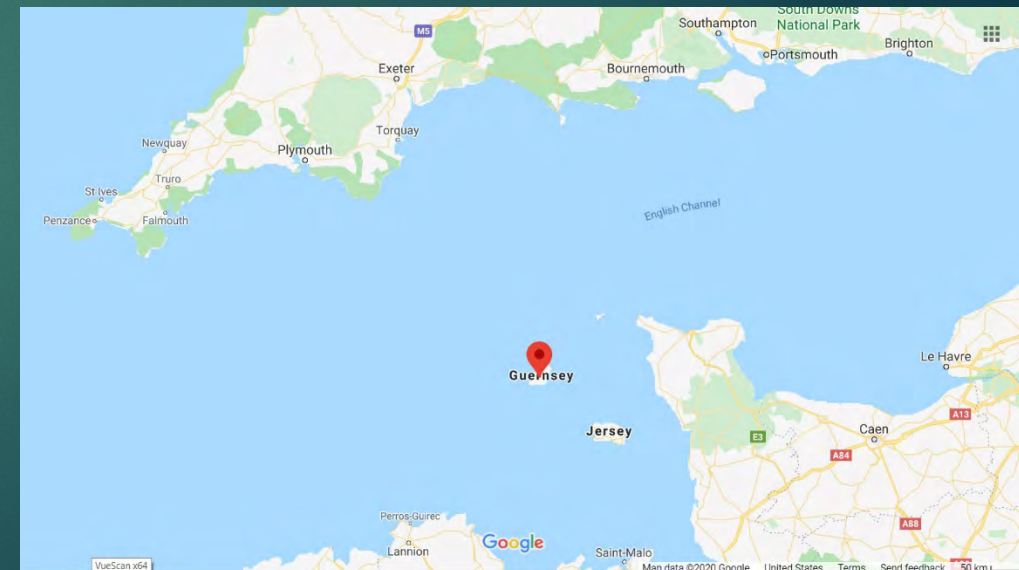 South Downs
National Park
Southampton
M5
Brighton
Portsmouth
Exeter
Bournemouth
Torquay
Newquay
Plymouth
Truro
St Ives
English Channel
Penzance
Falmouth
Le Havre
Guernsey
A13
Jersey
Caen
E3
A84
Perros-Guirec
A88
Google
Lannion
Saint-Malo
VueScan x64
Map data ©2020 Google United States Terms Send feedback 50 km